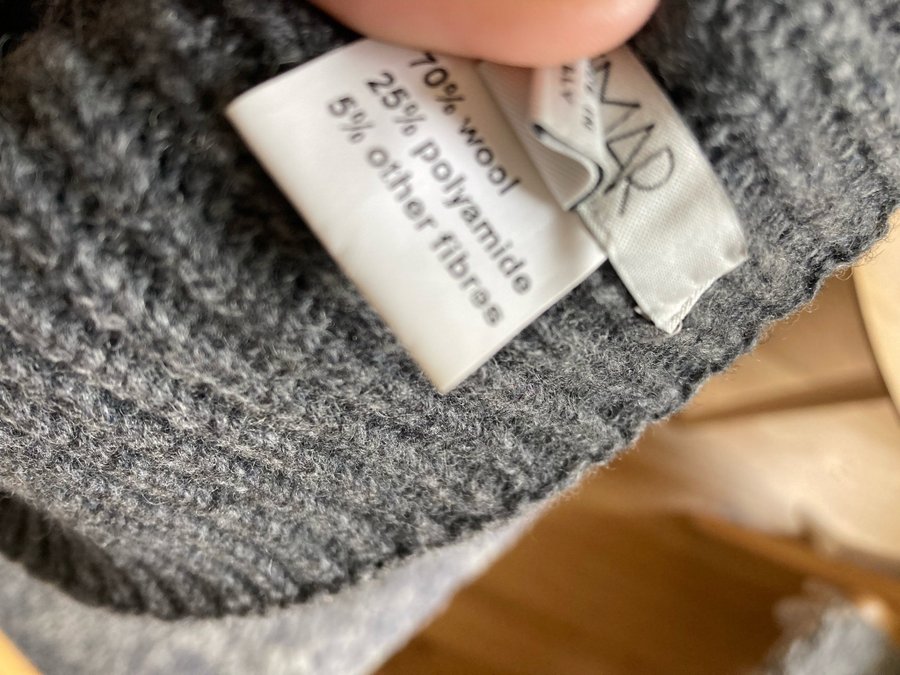 70% wool
25% polyamide
5% other fibres